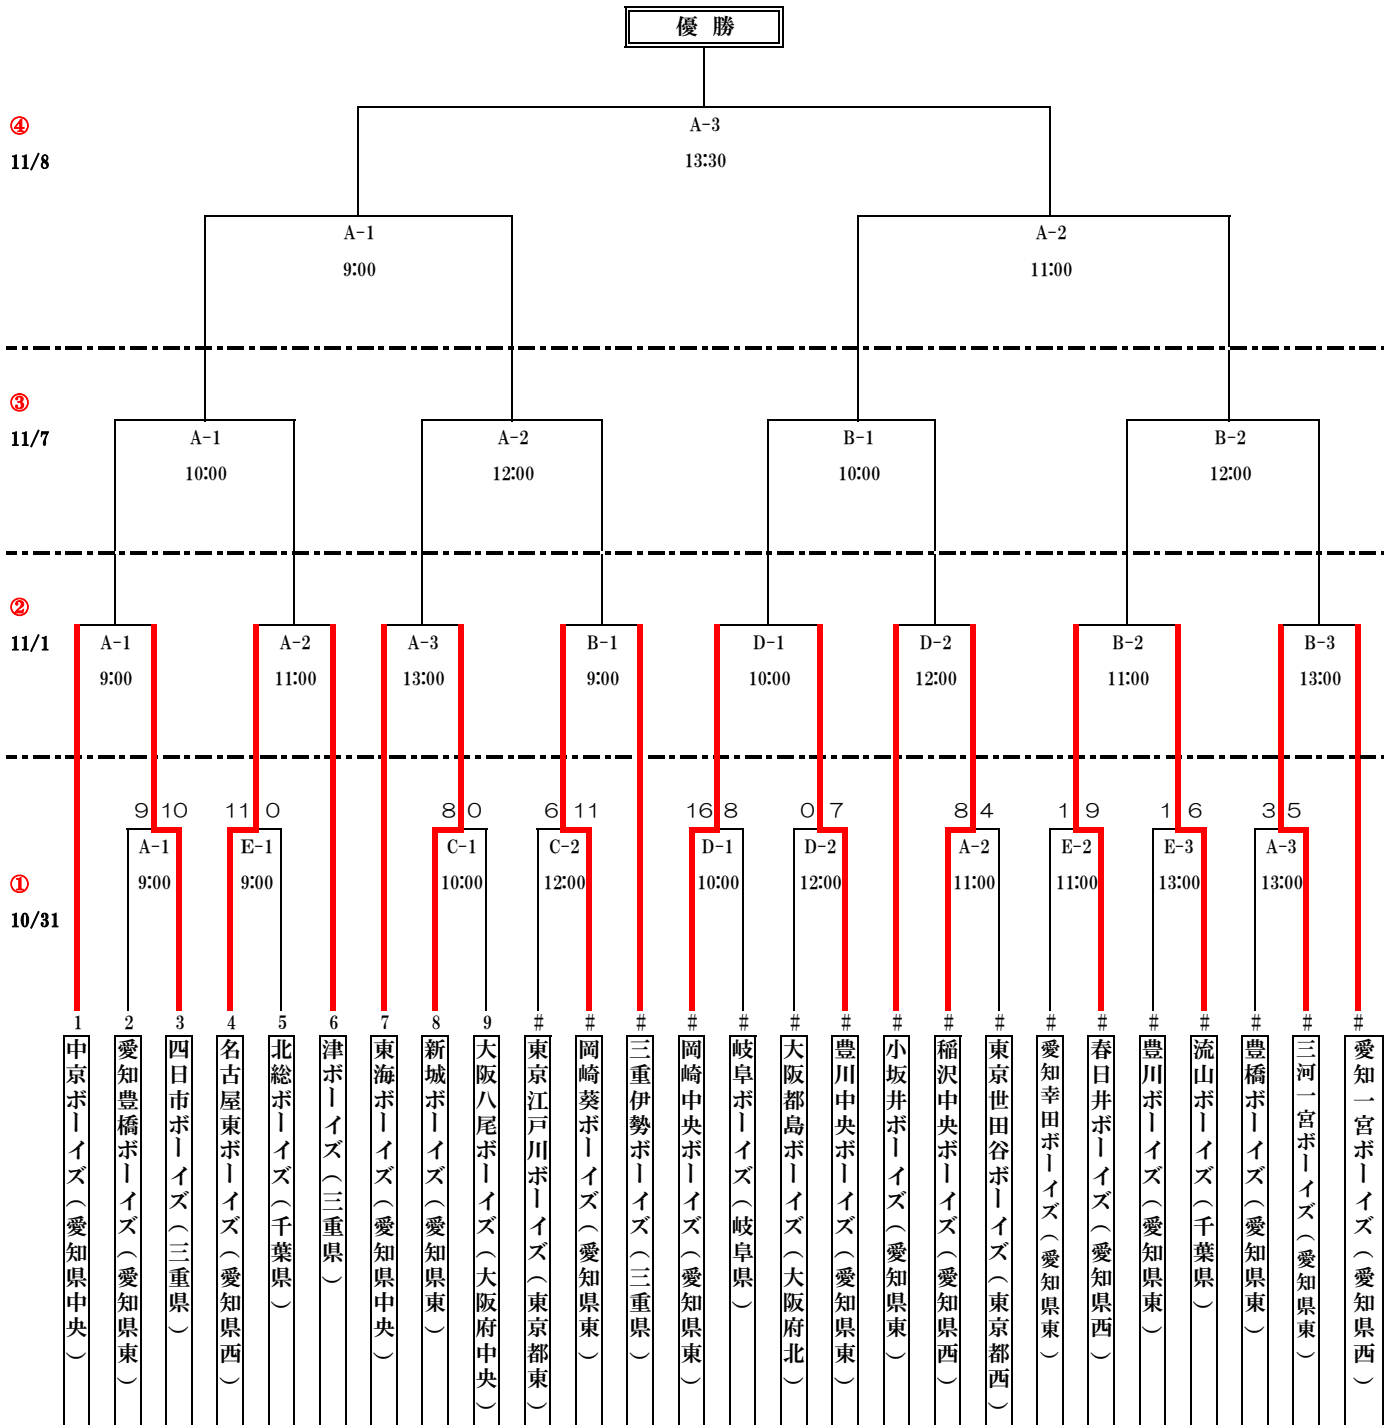 優 勝
④
11/8
A-3
13:30
A-1
9:00
A-2
11:00
③
11/7
A-1
10:00
A-2
12:00
B-1
10:00
B-2
12:00
②
11/1
A-1
9:00
A-2
11:00
A-3
13:00
B-1
9:00
D-1
10:00
D-2
12:00
B-2
11:00
B-3
13:00
9 10
11 0
8 0
6 11
16 8
0 7
8 4
1 9
1 6
3 5
①
10/31
A-1
9:00
E-1
9:00
C-1
10:00
C-2
12:00
D-1
10:00
D-2
12:00
A-2
11:00
E-2
11:00
E-3
13:00
A-3
13:00
1 2 3 4 5 6 7 8 9 # # # # # # # # # # # # # # # # #
中京ボーイズ(愛知県中央)
愛知豊橋ボーイズ(愛知県東)
四日市ボーイズ(三重県)
名古屋東ボーイズ(愛知県西)
北総ボーイズ(千葉県)
津ボーイズ(三重県)
東海ボーイズ(愛知県中央)
新城ボーイズ(愛知県東)
大阪八尾ボーイズ(大阪府中央)
東京江戸川ボーイズ(東京都東)
岡崎葵ボーイズ(愛知県東)
三重伊勢ボーイズ(三重県)
岡崎中央ボーイズ(愛知県東)
岐阜ボーイズ(岐阜県)
大阪都島ボーイズ(大阪府北)
豊川中央ボーイズ(愛知県東)
小坂井ボーイズ(愛知県東)
稲沢中央ボーイズ(愛知県西)
東京世田谷ボーイズ(東京都西)
愛知幸田ボーイズ(愛知県東)
春日井ボーイズ(愛知県西)
豊川ボーイズ(愛知県東)
流山ボーイズ(千葉県)
豊橋ボーイズ(愛知県東)
三河一宮ボーイズ(愛知県東)
愛知一宮ボーイズ(愛知県西)